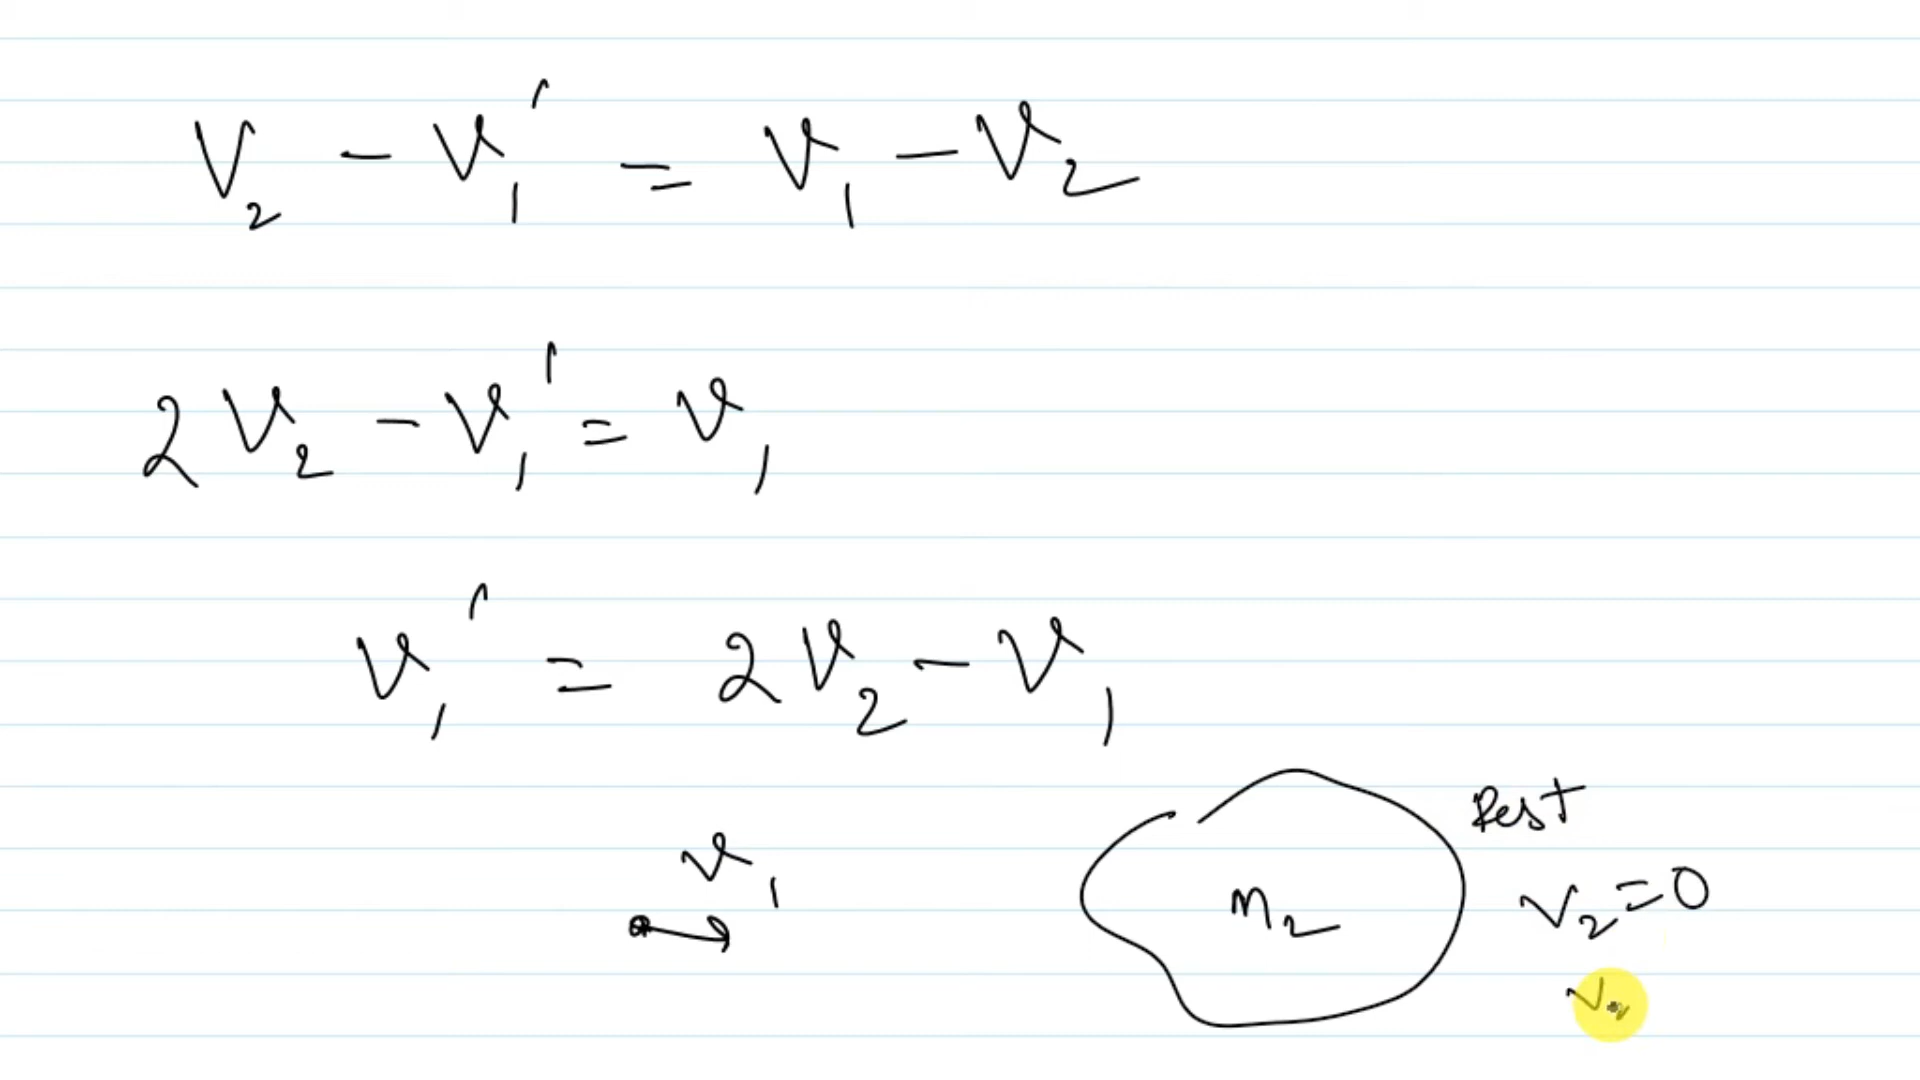 V₂ - V₁' = V₁ - V₂
2V₂ - V₁' = V₁
V₁' = 2V₂ - V₁
V₁
Rest
m₂
V₂ = 0